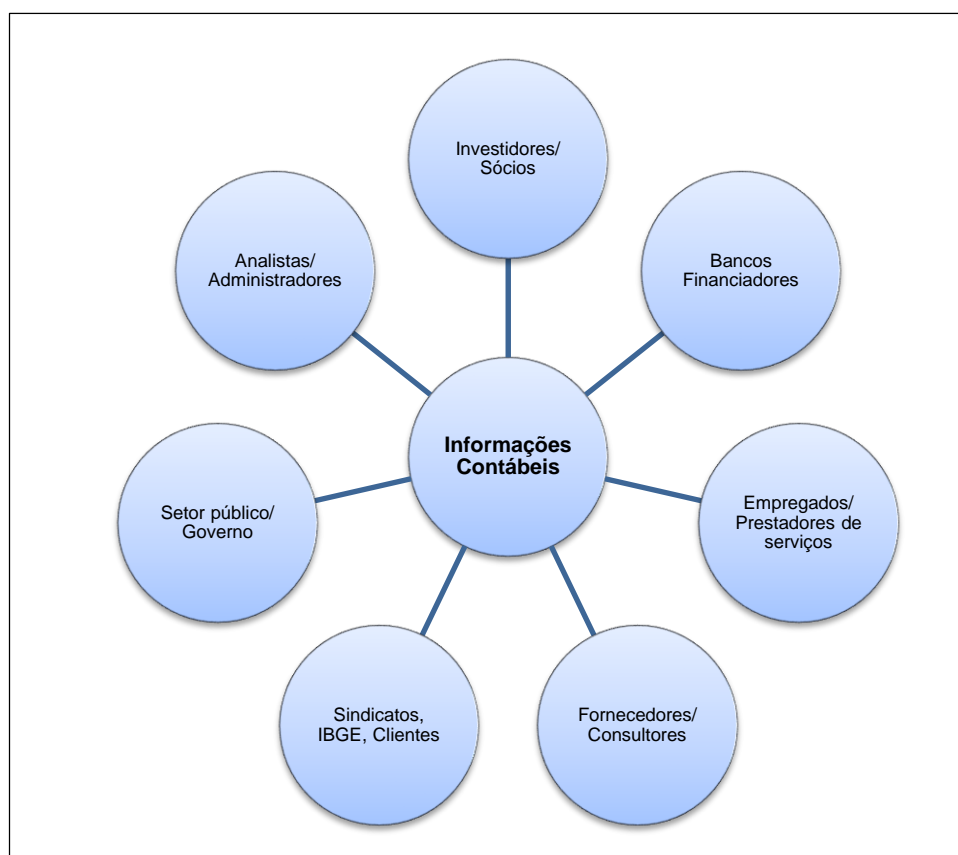 Investidores/
Sócios
Analistas/
Administradores
Bancos
Financiadores
Informações
Contábeis
Setor público/
Governo
Empregados/
Prestadores de
serviços
Sindicatos,
IBGE, Clientes
Fornecedores/
Consultores